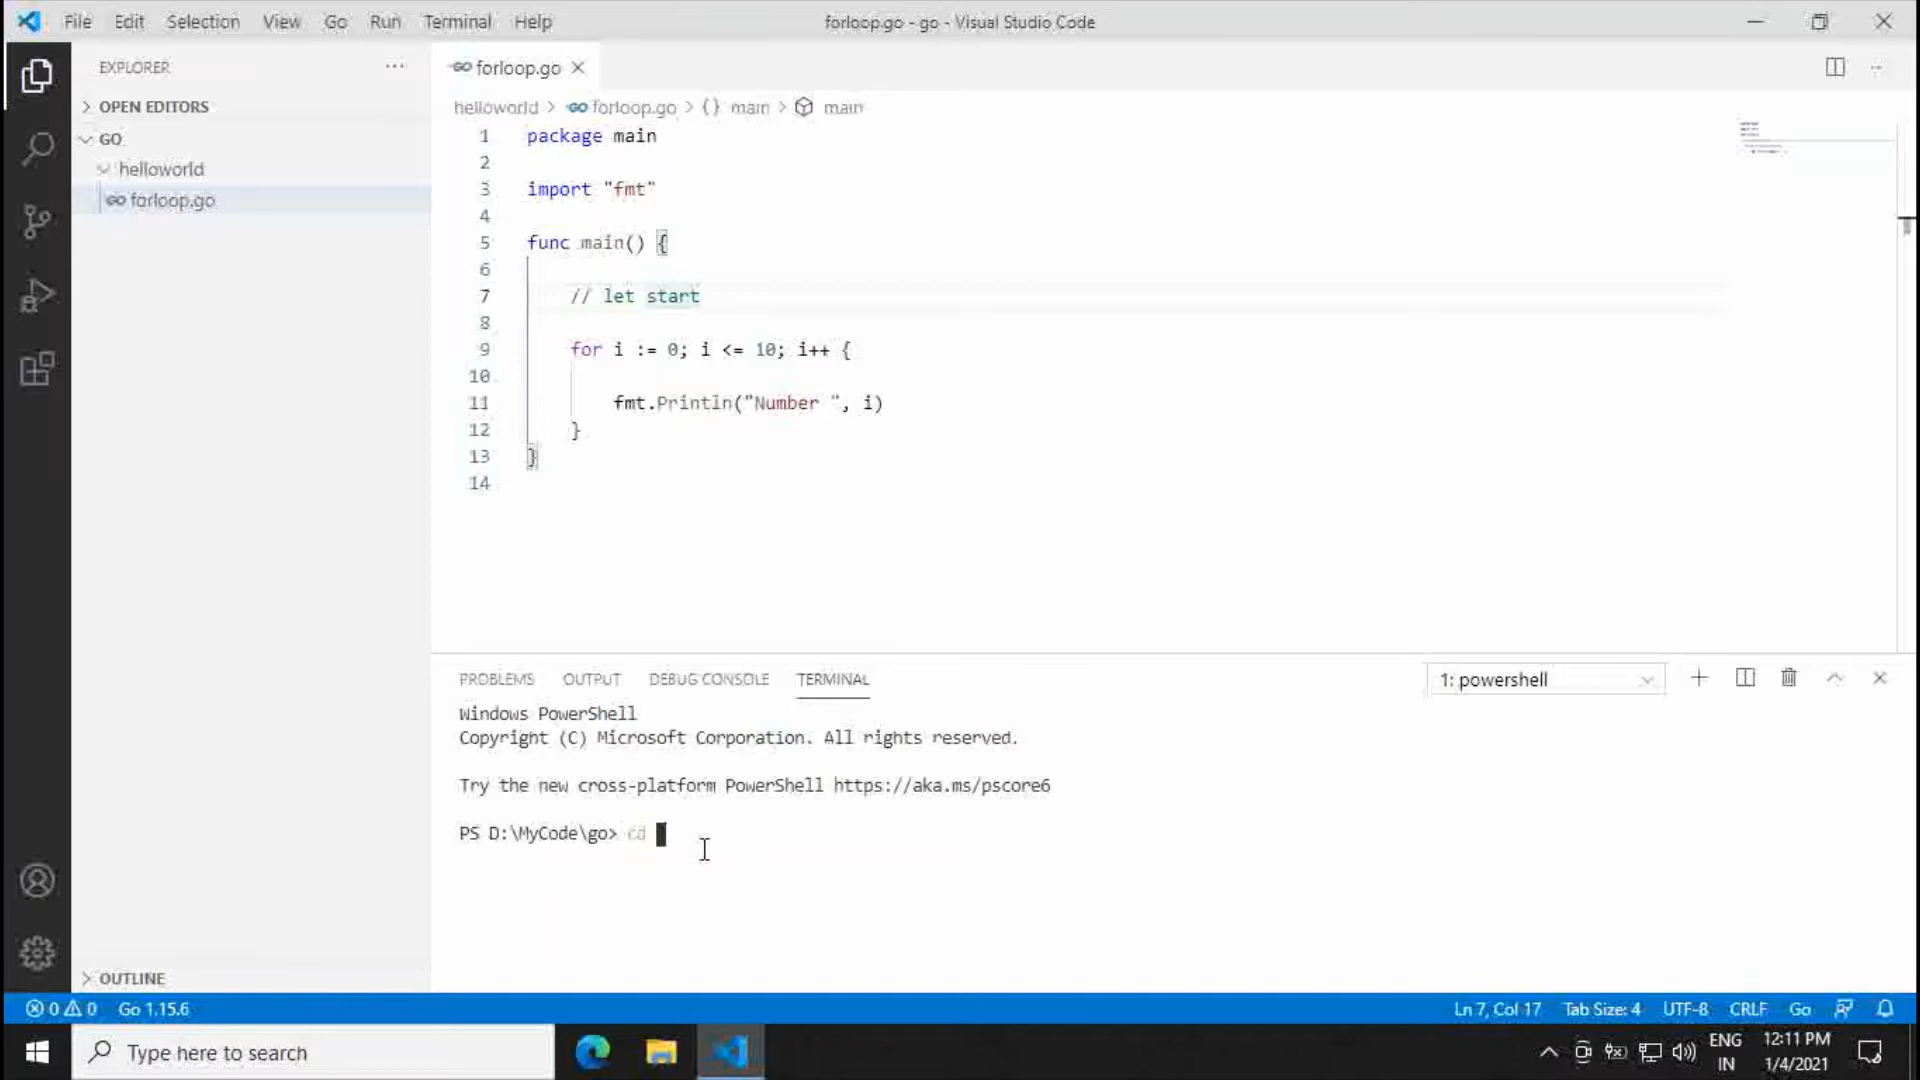 File Edit Selection View Go Run Terminal Help
forloop.go - go - Visual Studio Code
EXPLORER
forloop.go
OPEN EDITORS
GO
helloworld
forloop.go
OUTLINE
helloworld > forloop.go > {} main > main
1 package main
2
3 import "fmt"
4
5 func main() {
6
7 // let start
8
9 for i := 0; i <= 10; i++ {
10
11 fmt.Println("Number ", i)
12 }
13 }
14
PROBLEMS OUTPUT DEBUG CONSOLE TERMINAL
1: powershell
Windows PowerShell
Copyright (C) Microsoft Corporation. All rights reserved.
Try the new cross-platform PowerShell https://aka.ms/pscore6
PS D:\MyCode\go> cd
0 0 Go 1.15.6
Ln 7, Col 17 Tab Size: 4 UTF-8 CRLF Go
Type here to search
ENG
IN
12:11 PM
1/4/2021